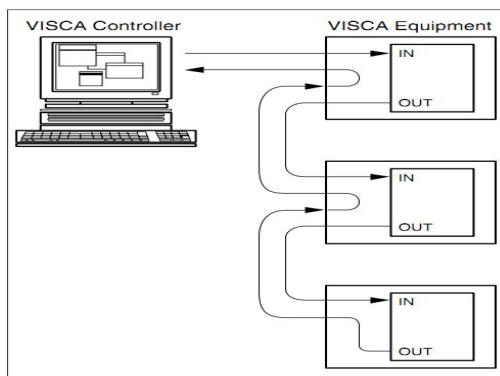 VISCA Controller
VISCA Equipment
IN
OUT
IN
OUT
IN
OUT